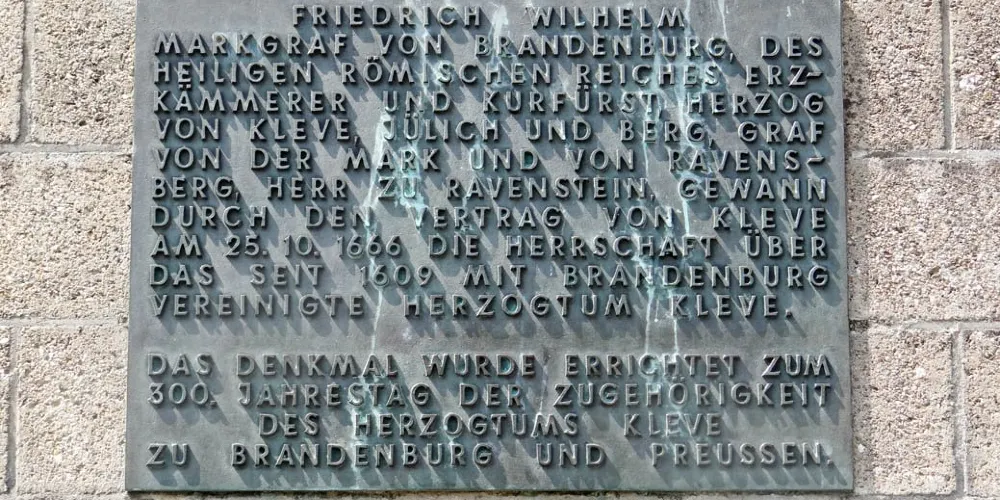 FRIEDRICH WILHELM
MARKGRAF VON BRANDENBURG, DES
HEILIGEN RÖMISCHEN REICHES ERZ-
KÄMMERER UND KURFÜRST HERZOG
VON KLEVE, JÜLICH UND BERG, GRAF
VON DER MARK UND VON RAVENS-
BERG, HERR ZU RAVENSTEIN, GEWANN
DURCH DEN VERTRAG VON KLEVE
AM 25. 10. 1666 DIE HERRSCHAFT ÜBER
DAS SEIT 1609 MIT BRANDENBURG
VEREINIGTE HERZOGTUM KLEVE.
DAS DENKMAL WURDE ERRICHTET ZUM
300. JAHRESTAG DER ZUGEHÖRIGKEIT
DES HERZOGTUMS KLEVE
ZU BRANDENBURG UND PREUSSEN.